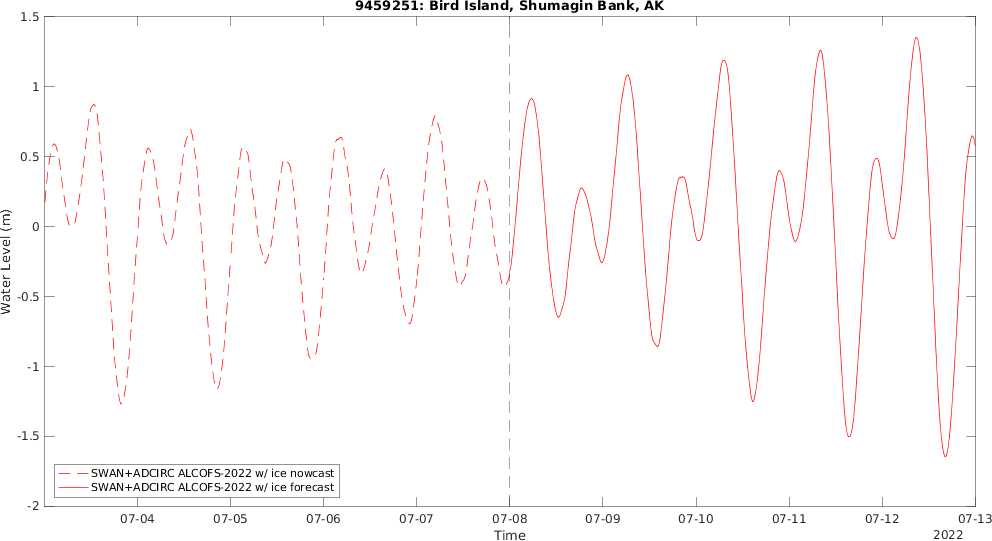 9459251: Bird Island, Shumagin Bank, AK
1.5
1
0.5
0
-0.5
-1
-1.5
-2
Water Level (m)
SWAN+ADCIRC ALCOFS-2022 w/ ice nowcast
SWAN+ADCIRC ALCOFS-2022 w/ ice forecast
07-04 07-05 07-06 07-07 07-08 07-09 07-10 07-11 07-12 07-13
Time
2022